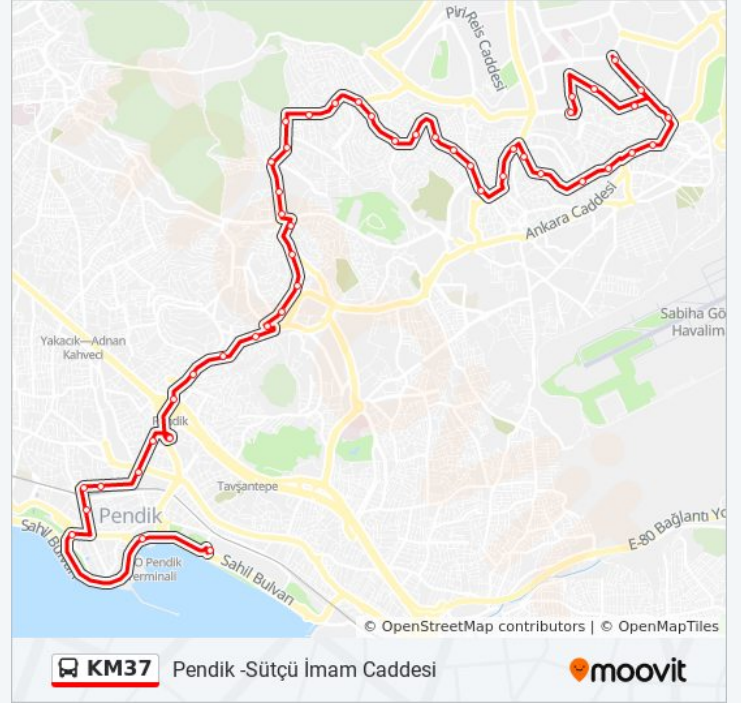 Piri Reis Caddesi
Ankara Caddesi
Sabiha Gö
Havalim
Yakacık—Adnan
Kahveci
Tavşantepe
Pendik
Sahil Bulvarı
O Pendik
Terminali
Sahil Bulvarı
E-80 Bağlantı Yo
© OpenStreetMap contributors | © OpenMapTiles
KM37
Pendik -Sütçü İmam Caddesi
moovit